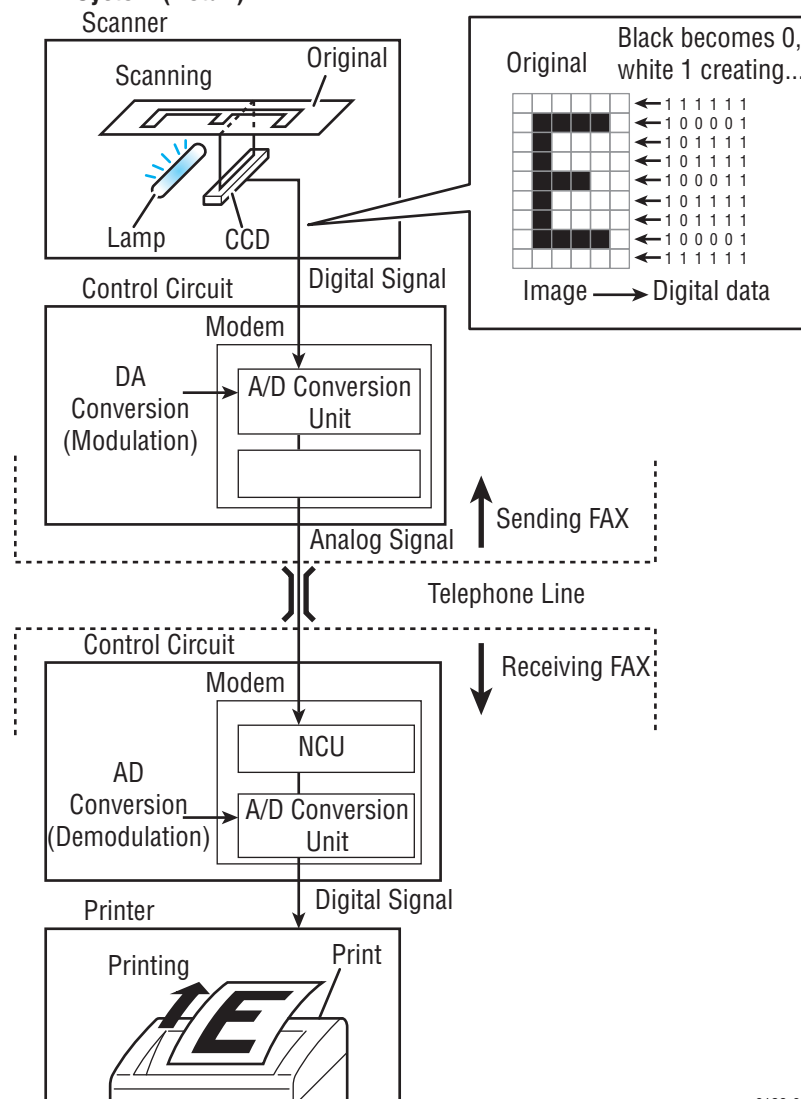 Scanner
Scanning
Original
Lamp
CCD
Original
Black becomes 0,
white 1 creating...
1 1 1 1 1 1
1 0 0 0 0 1
1 0 1 1 1 1
1 0 1 1 1 1
1 0 0 0 1 1
1 0 1 1 1 1
1 0 1 1 1 1
1 0 0 0 0 1
1 1 1 1 1 1
Image
Digital data
Digital Signal
Control Circuit
Modem
DA
Conversion
(Modulation)
A/D Conversion
Unit
Sending FAX
Analog Signal
Telephone Line
Control Circuit
Receiving FAX
Modem
NCU
AD
Conversion
(Demodulation)
A/D Conversion
Unit
Digital Signal
Printer
Printing
Print
E